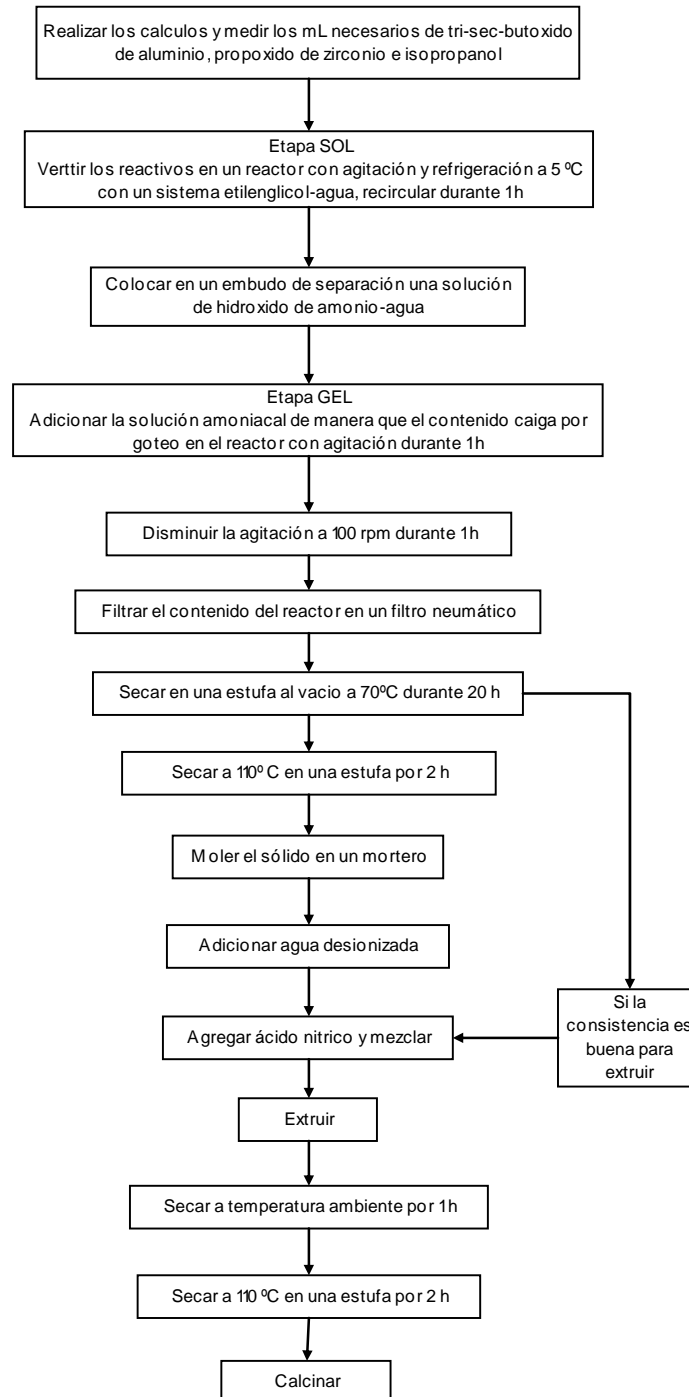 Realizar los calculos y medir los mL necesarios de tri-sec-butoxido
de aluminio, propoxido de zirconio e isopropanol
Etapa SOL
Verttir los reactivos en un reactor con agitación y refrigeración a 5 ºC
con un sistema etilenglicol-agua, recircular durante 1h
Colocar en un embudo de separación una solución
de hidroxido de amonio-agua
Etapa GEL
Adicionar la solución amoniacal de manera que el contenido caiga por
goteo en el reactor con agitación durante 1h
Disminuir la agitación a 100 rpm durante 1h
Filtrar el contenido del reactor en un filtro neumático
Secar en una estufa al vacio a 70ºC durante 20 h
Secar a 110º C en una estufa por 2 h
Moler el sólido en un mortero
Adicionar agua desionizada
Si la
consistencia es
buena para
extruir
Agregar ácido nitrico y mezclar
Extruir
Secar a temperatura ambiente por 1h
Secar a 110 ºC en una estufa por 2 h
Calcinar